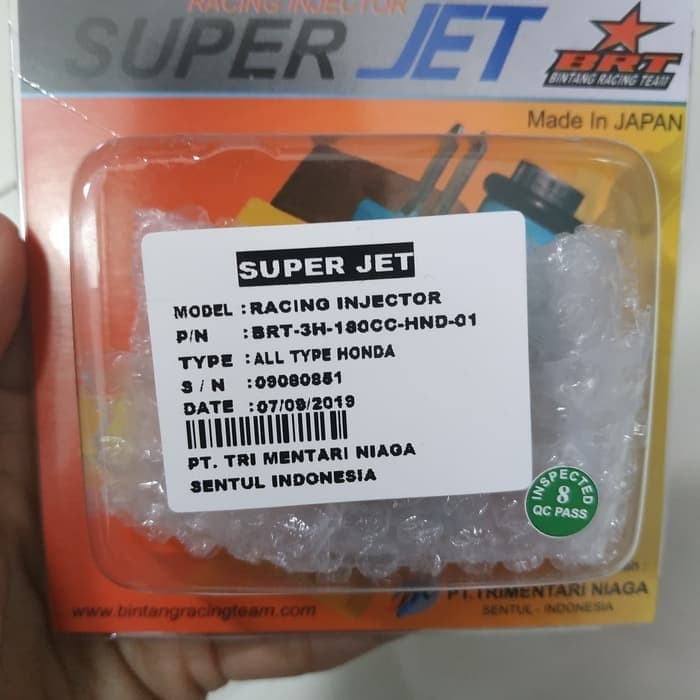 RACING INJECTOR
SUPER JET
BRT
BINTANG RACING TEAM
Made In JAPAN
SUPER JET
MODEL : RACING INJECTOR
P/N : BRT-3H-180CC-HND-01
TYPE : ALL TYPE HONDA
S / N : 09080851
DATE : 07/09/2019
PT. TRI MENTARI NIAGA
SENTUL INDONESIA
INSPECTED
8
QC PASS
PT.TRIMENTARI NIAGA
SENTUL - INDONESIA
www.bintangracingteam.com